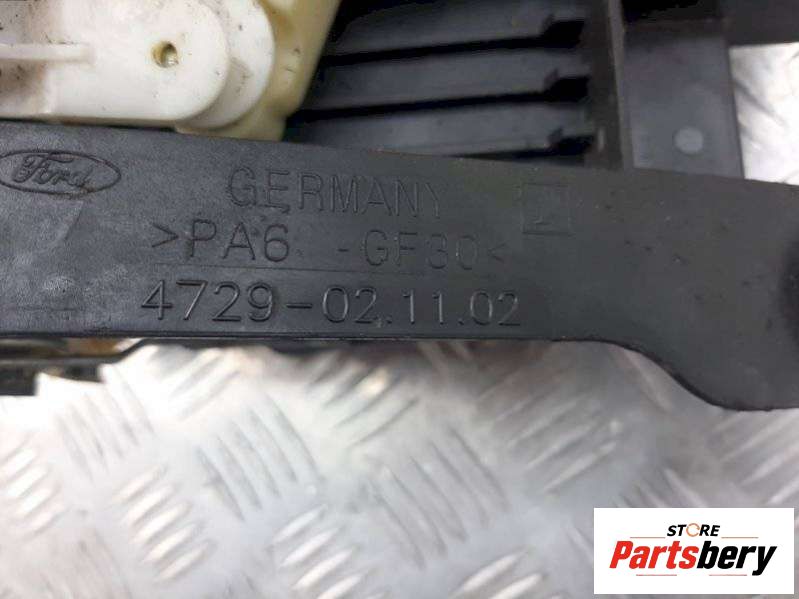 Ford
GERMANY
>PA6 -GF30<
4729-02.11.02
STORE
Partsbery